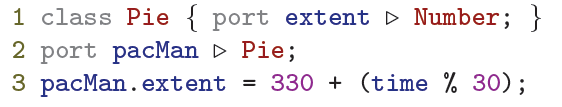 1 class Pie { port extent ▷ Number; }
2 port pacMan ▷ Pie;
3 pacMan.extent = 330 + (time % 30);